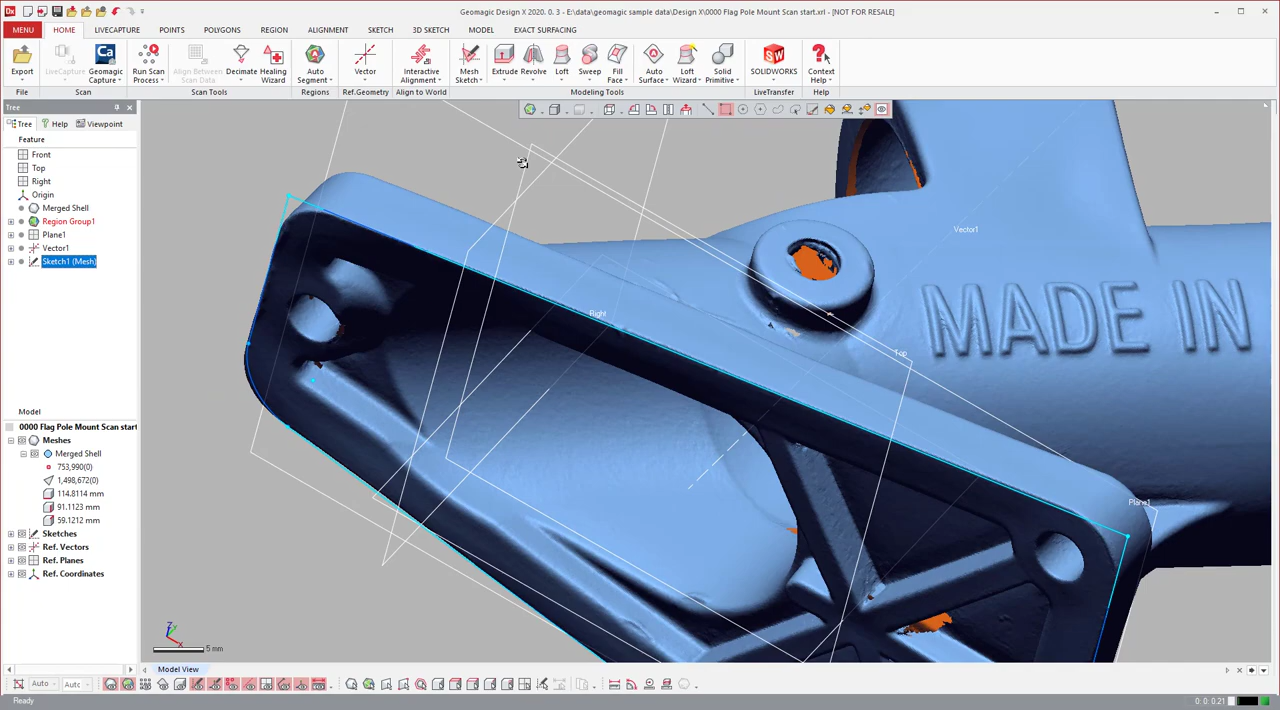 Geomagic Design X 2020. 0. 3 - E:\data\geomagic sample data\Design X\0000 Flag Pole Mount Scan start.xrl - [NOT FOR RESALE]
MENU HOME LIVECAPTURE POINTS POLYGONS REGION ALIGNMENT SKETCH 3D SKETCH MODEL EXACT SURFACING
Export LiveCapture Geomagic Capture Run Scan Process Align Between Scan Data Decimate Healing Wizard Auto Segment Vector Interactive Alignment Mesh Sketch Extrude Revolve Loft Sweep Fill Face Auto Surface Loft Wizard Solid Primitive SOLIDWORKS Context Help
File Scan Scan Tools Regions Ref.Geometry Align to World Modeling Tools LiveTransfer Help
Tree
Tree Help Viewpoint
Feature
Front
Top
Right
Origin
Merged Shell
Region Group1
Plane1
Vector1
Sketch1 (Mesh)
Vector1
MADE IN
Right
Top
Plane1
Model
0000 Flag Pole Mount Scan start
Meshes
Merged Shell
753,990(0)
1,498,672(0)
114.8114 mm
91.1123 mm
59.1212 mm
Sketches
Ref. Vectors
Ref. Planes
Ref. Coordinates
Z
Y
X
5 mm
Model View
Auto Auto
Ready
0: 0: 0.21